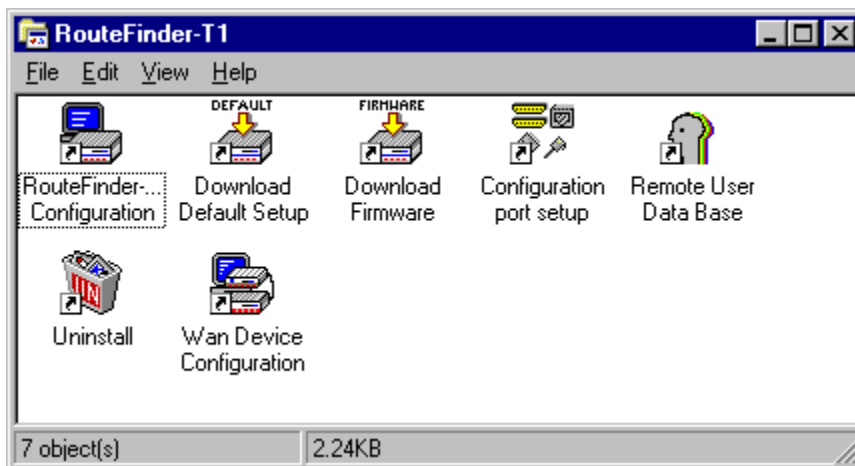 RouteFinder-T1
File Edit View Help
DEFAULT
FIRMWARE
RouteFinder-...
Configuration
Download
Default Setup
Download
Firmware
Configuration
port setup
Remote User
Data Base
UN
Uninstall
Wan Device
Configuration
7 object(s)
2.24KB